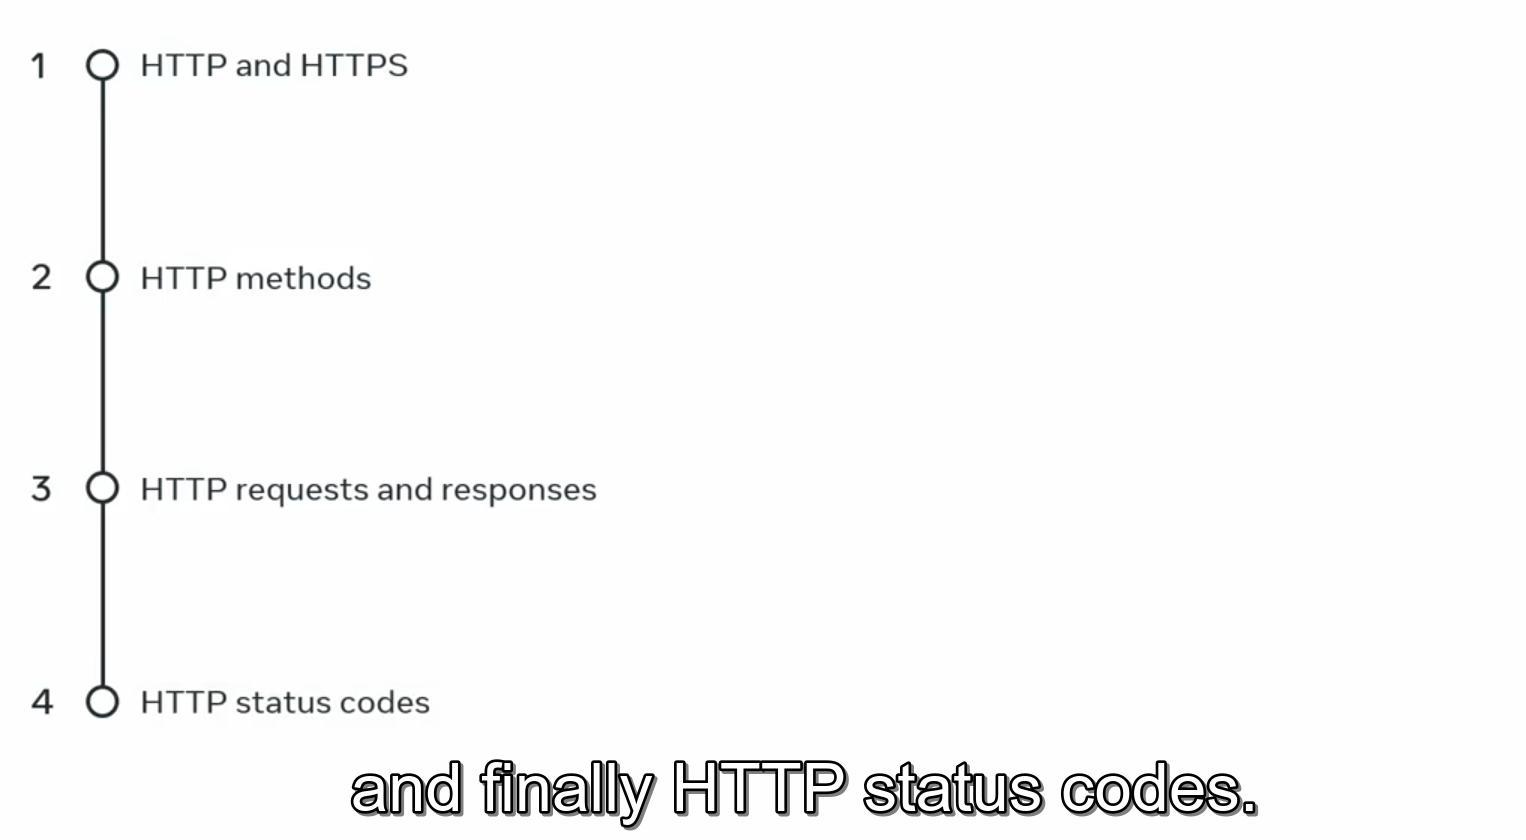 1 HTTP and HTTPS
2 HTTP methods
3 HTTP requests and responses
4 HTTP status codes
and finally HTTP status codes.